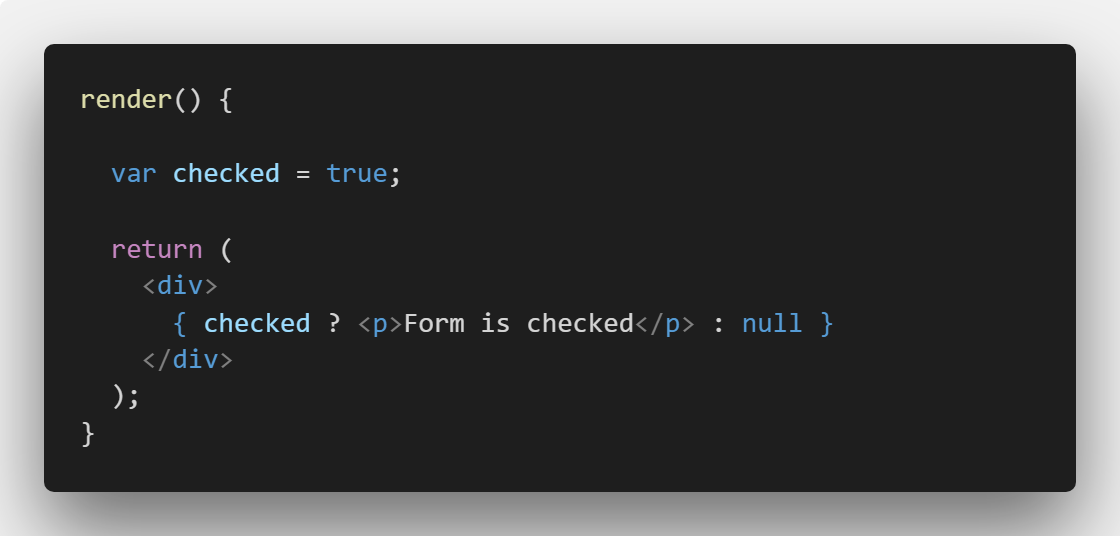 render() {
var checked = true;
return (
<div>
{ checked ? <p>Form is checked</p> : null }
</div>
);
}